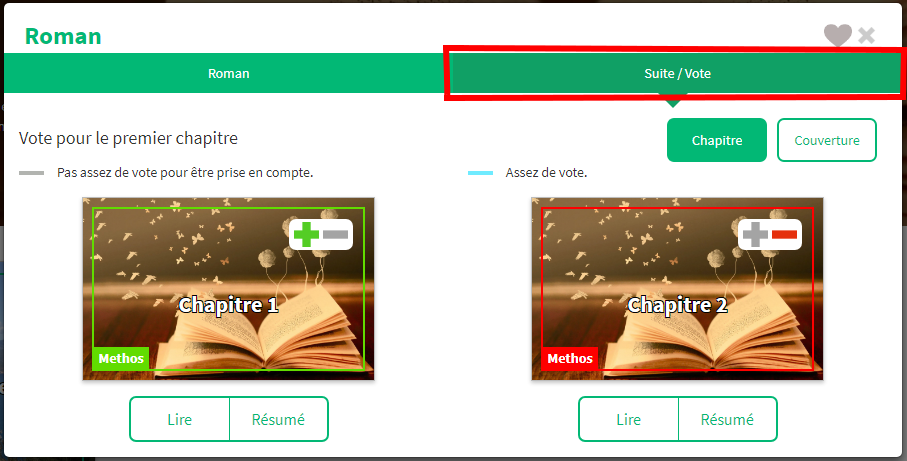 Roman
Roman
Suite / Vote
Vote pour le premier chapitre
Chapitre
Couverture
Pas assez de vote pour être prise en compte.
Assez de vote.
Chapitre 1
Methos
Chapitre 2
Methos
Lire
Résumé
Lire
Résumé